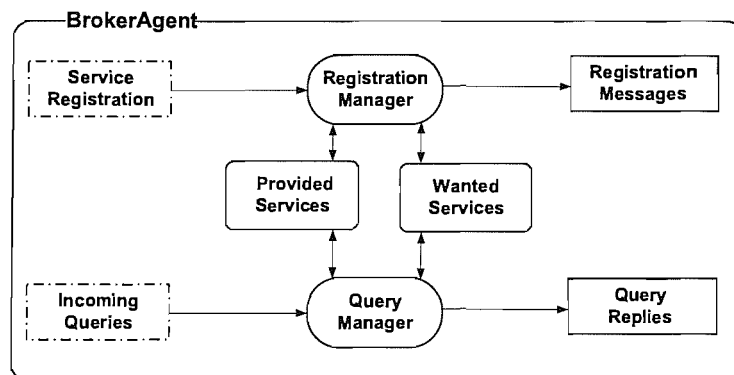 BrokerAgent
Service
Registration
Registration
Manager
Registration
Messages
Provided
Services
Wanted
Services
Incoming
Queries
Query
Manager
Query
Replies